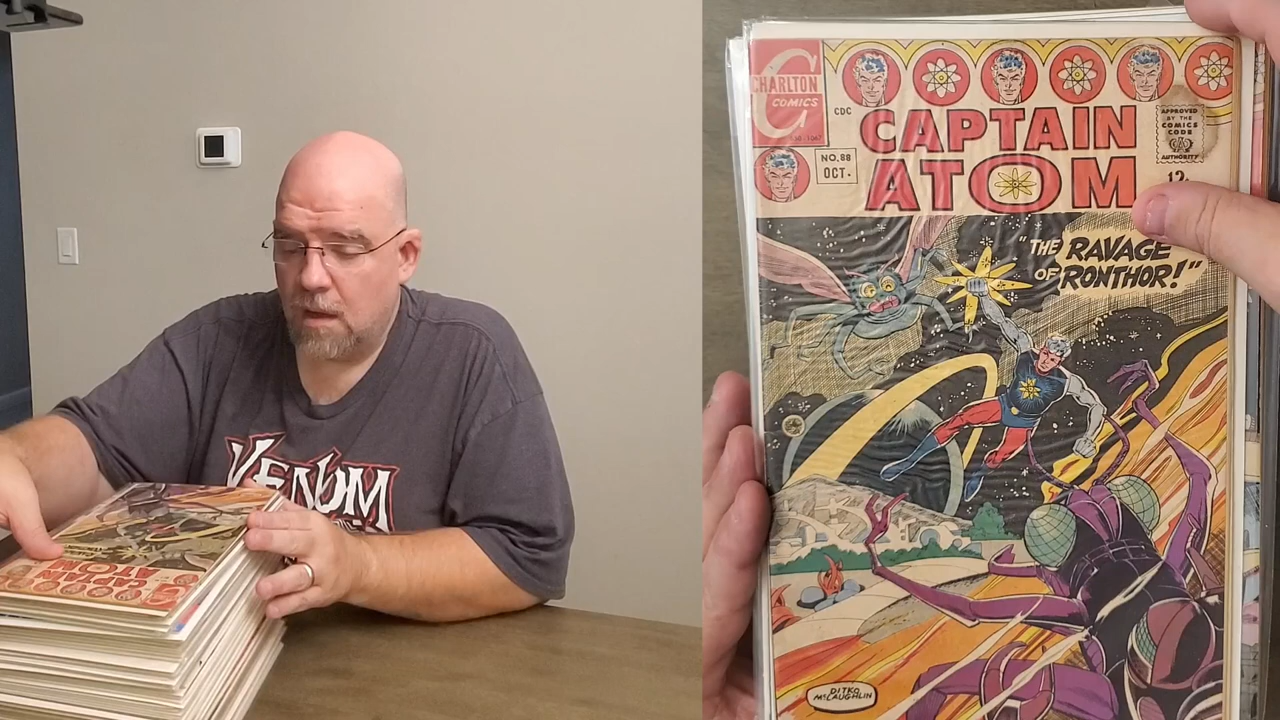 VENOM
CAPTAIN
ATOM
C
CHARLTON
COMICS
CDC
NO. 88
OCT.
CAPTAIN
ATOM
APPROVED
BY THE
COMICS
CODE
AUTHORITY
12¢
"THE RAVAGE
OF RONTHOR!"
DITKO
McLAUGHLIN